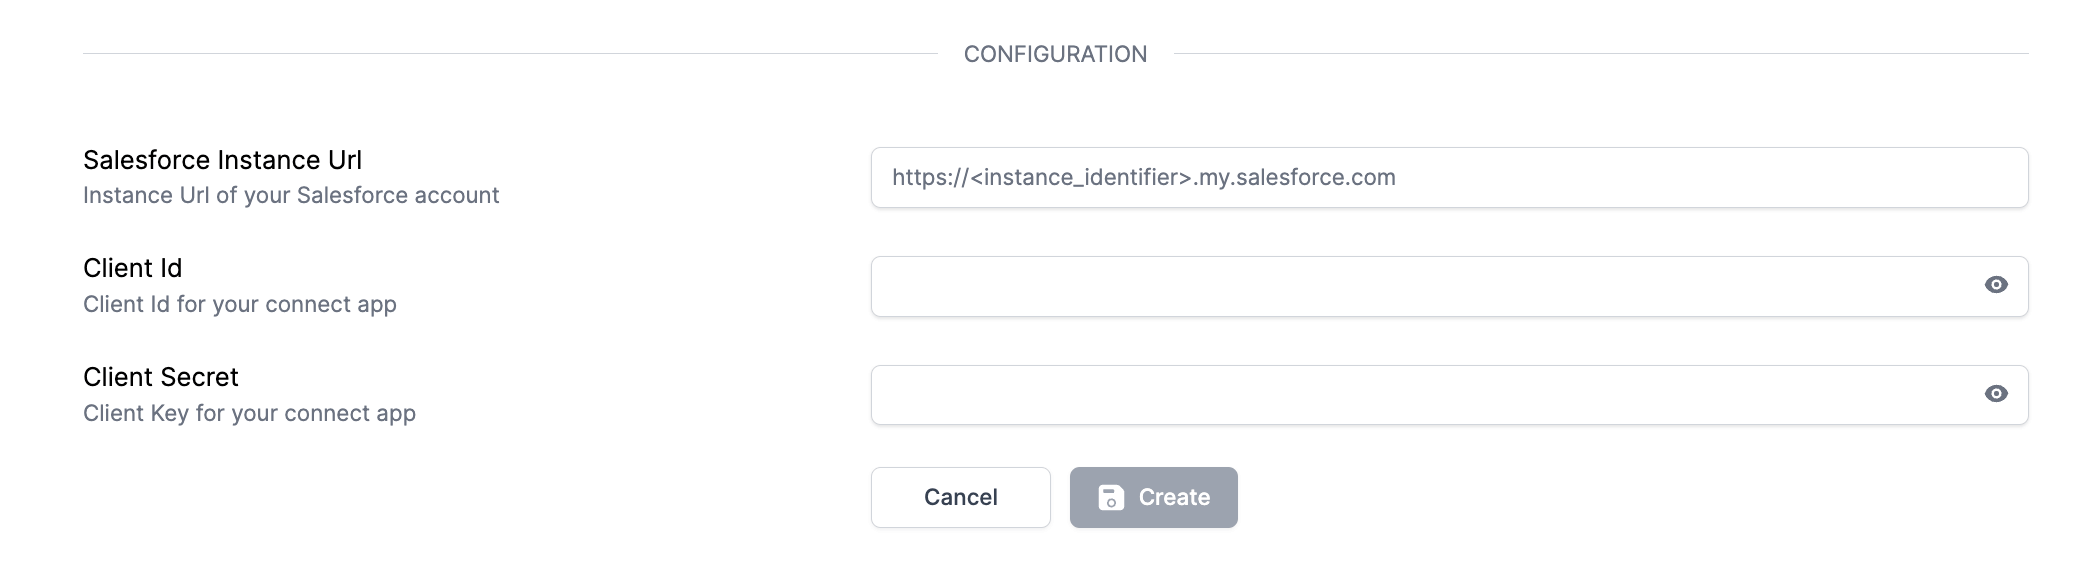 CONFIGURATION
Salesforce Instance Url
Instance Url of your Salesforce account
https://<instance_identifier>.my.salesforce.com
Client Id
Client Id for your connect app
Client Secret
Client Key for your connect app
Cancel
Create